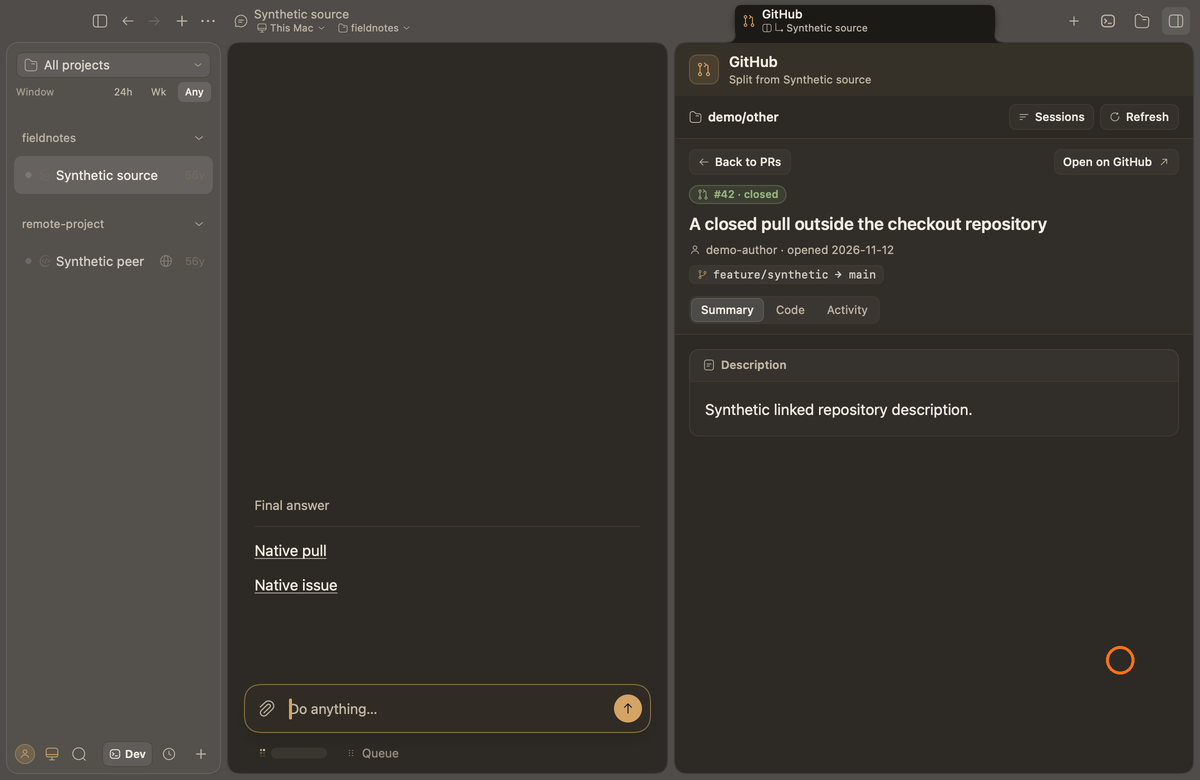 Synthetic source
This Mac
fieldnotes
GitHub
Synthetic source
All projects
Window
24h
Wk
Any
fieldnotes
Synthetic source
56y
remote-project
Synthetic peer
56y
Dev
Final answer
Native pull
Native issue
Do anything...
Queue
GitHub
Split from Synthetic source
demo/other
Sessions
Refresh
Back to PRs
Open on GitHub
#42 · closed
A closed pull outside the checkout repository
demo-author · opened 2026-11-12
feature/synthetic → main
Summary
Code
Activity
Description
Synthetic linked repository description.